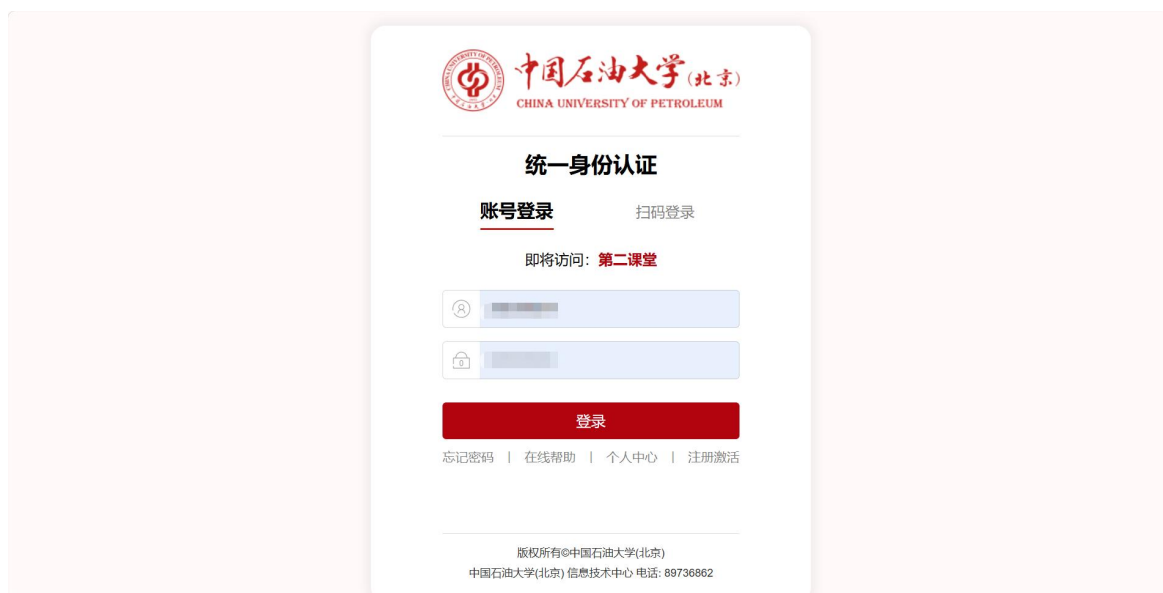 中国石油大学(北京)
CHINA UNIVERSITY OF PETROLEUM
统一身份认证
账号登录 扫码登录
即将访问：第二课堂
登录
忘记密码 | 在线帮助 | 个人中心 | 注册激活
版权所有©中国石油大学(北京)
中国石油大学(北京) 信息技术中心 电话: 89736862